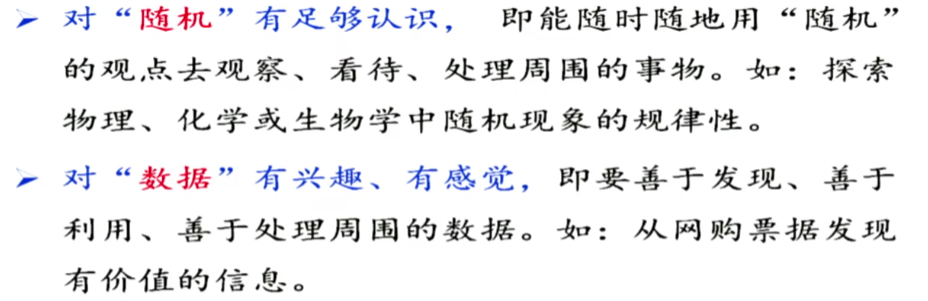 ➢ 对“随机”有足够认识，即能随时随地用“随机”
的观点去观察、看待、处理周围的事物。如：探索
物理、化学或生物学中随机现象的规律性。
➢ 对“数据”有兴趣、有感觉，即要善于发现、善于
利用、善于处理周围的数据。如：从网购票据发现
有价值的信息。